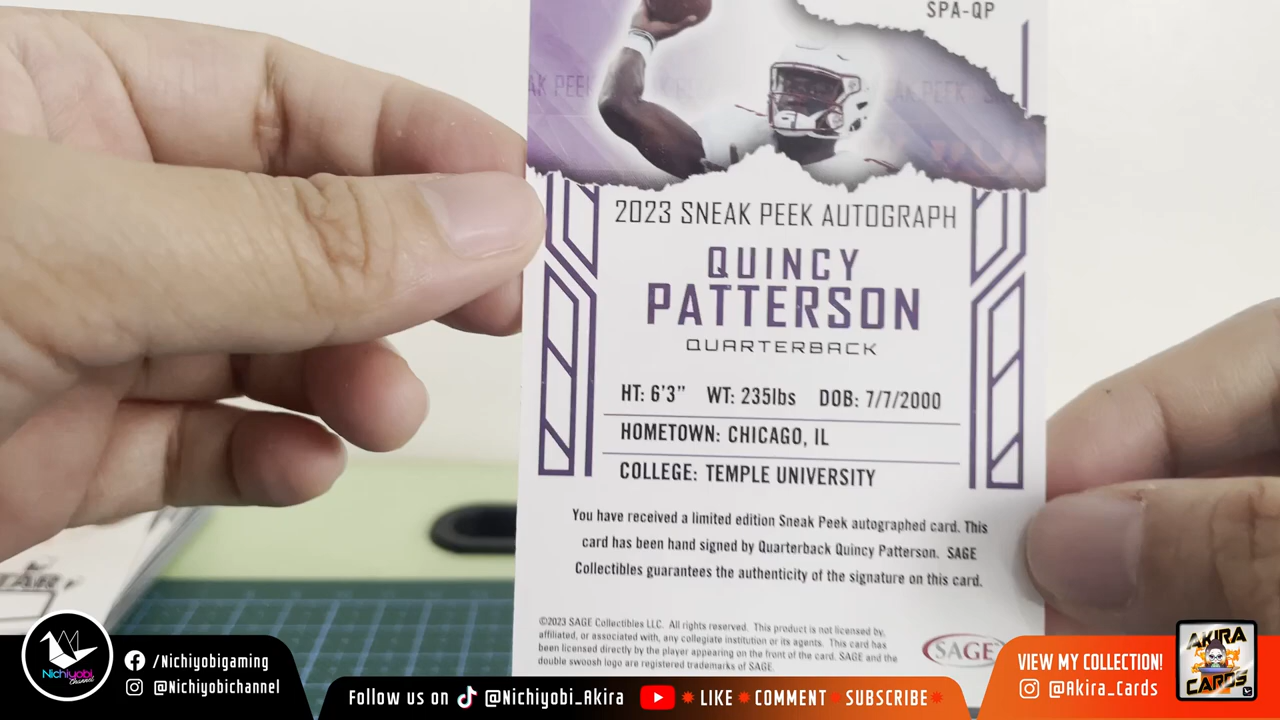 SPA-QP
2023 SNEAK PEEK AUTOGRAPH
QUINCY
PATTERSON
QUARTERBACK
HT: 6'3" WT: 235lbs DOB: 7/7/2000
HOMETOWN: CHICAGO, IL
COLLEGE: TEMPLE UNIVERSITY
You have received a limited edition Sneak Peek autographed card. This
card has been hand signed by Quarterback Quincy Patterson. SAGE
Collectibles guarantees the authenticity of the signature on this card.
©2023 SAGE Collectibles LLC. All rights reserved. This product is not licensed by,
affiliated, or associated with, any collegiate institution or its agents. This card has
been licensed directly by the player appearing on the front of the card. SAGE and the
double swoosh logo are registered trademarks of SAGE.
SAGE
Nichiyobi
Channel
/Nichiyobigaming
@Nichiyobichannel
Follow us on @Nichiyobi_Akira LIKE COMMENT SUBSCRIBE
VIEW MY COLLECTION!
@Akira_Cards
AKIRA
CARDS